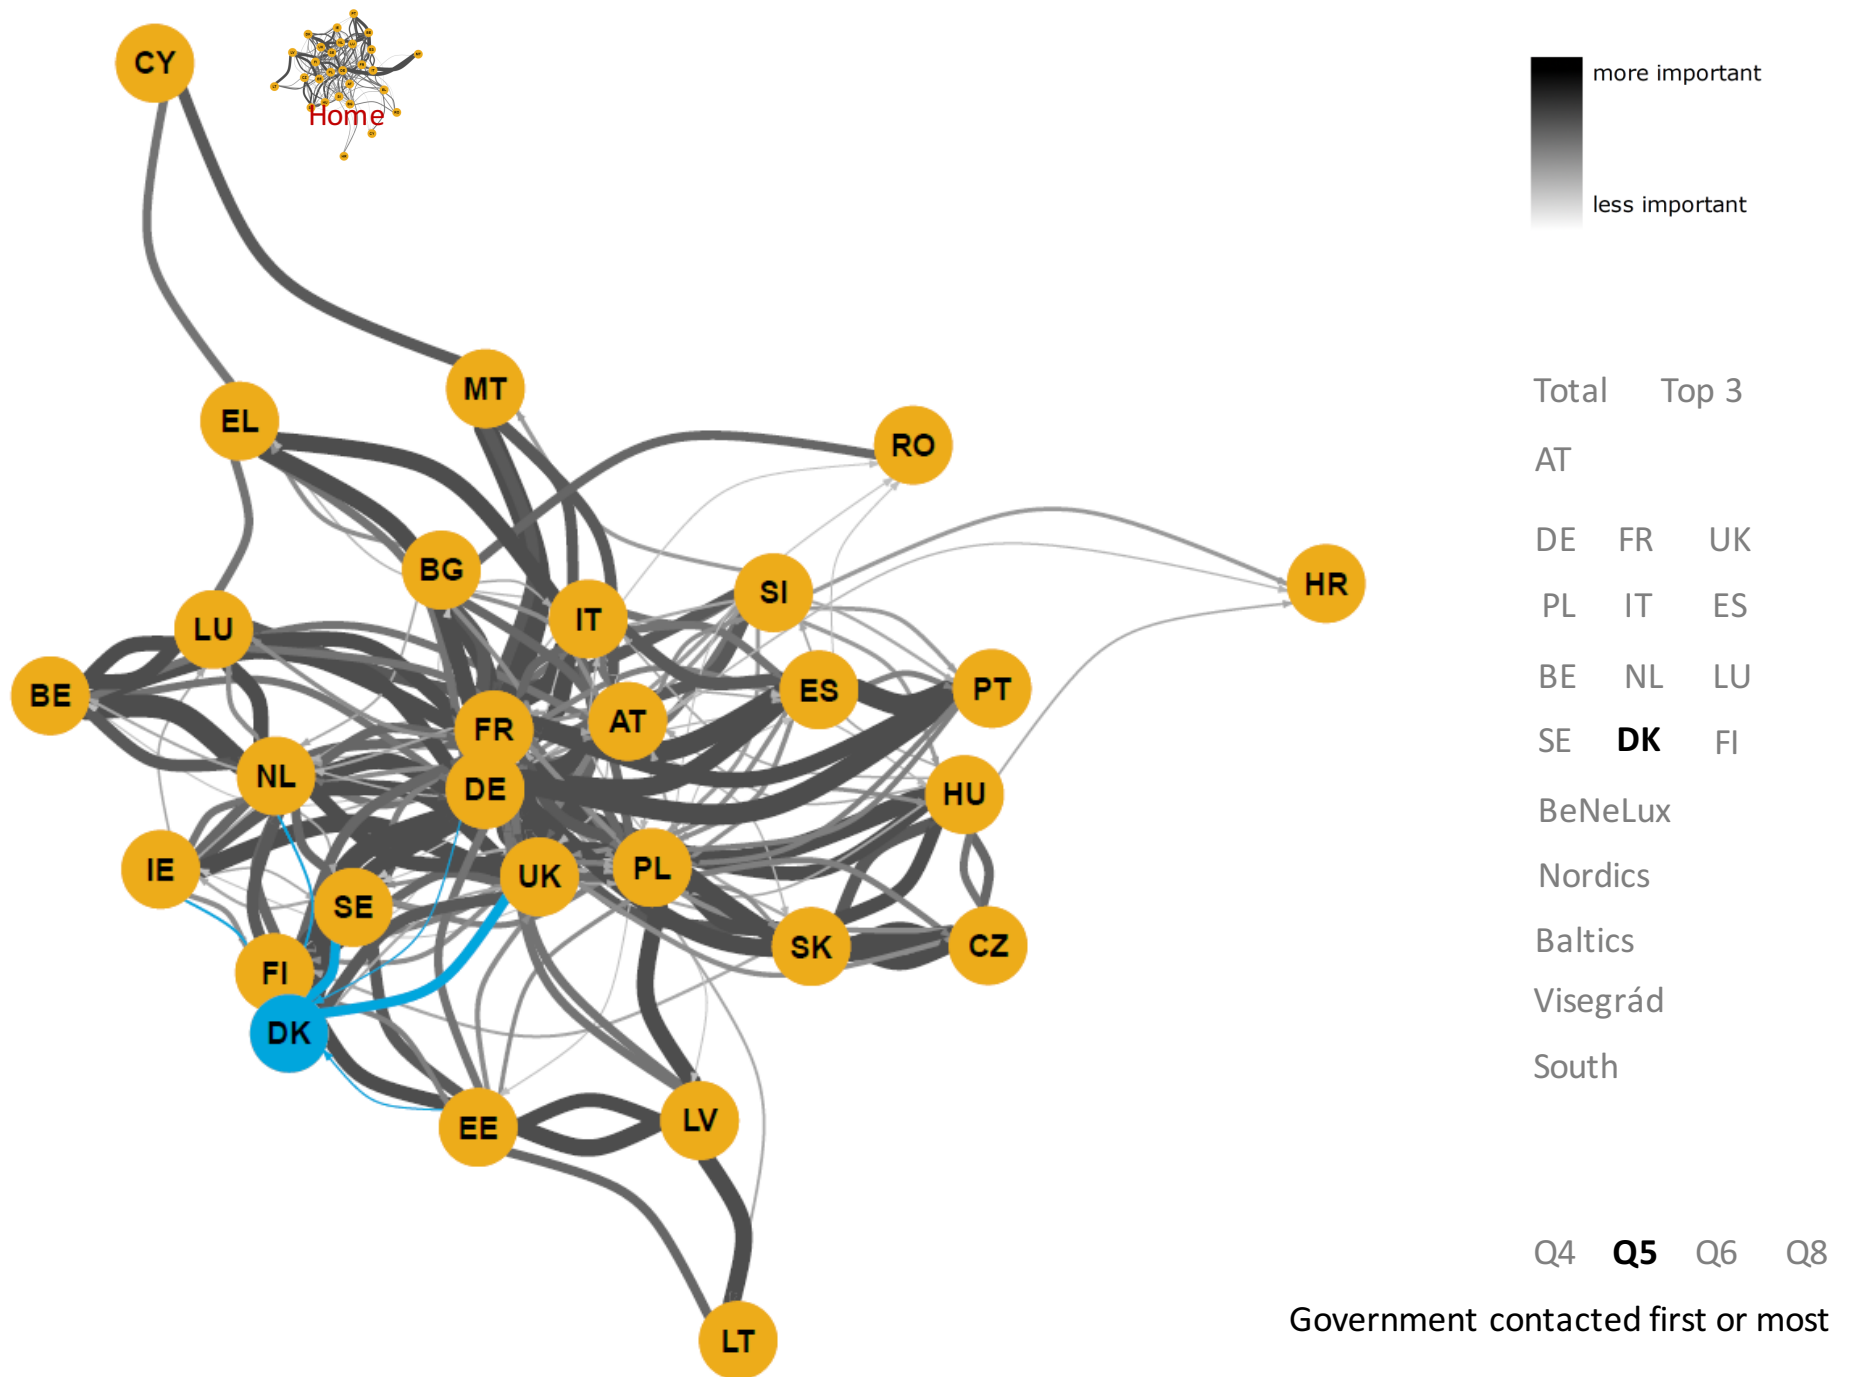 CY
Home
more important
less important
MT
EL
Total Top 3
RO
AT
BG
DE FR UK
SI
HR
IT
PL IT ES
LU
BE
ES
PT
BE NL LU
FR
AT
SE DK FI
NL
DE
HU
BeNeLux
IE
UK
PL
Nordics
SE
SK
CZ
Baltics
FI
DK
Visegrád
South
EE
LV
Q4 Q5 Q6 Q8
Government contacted first or most
LT